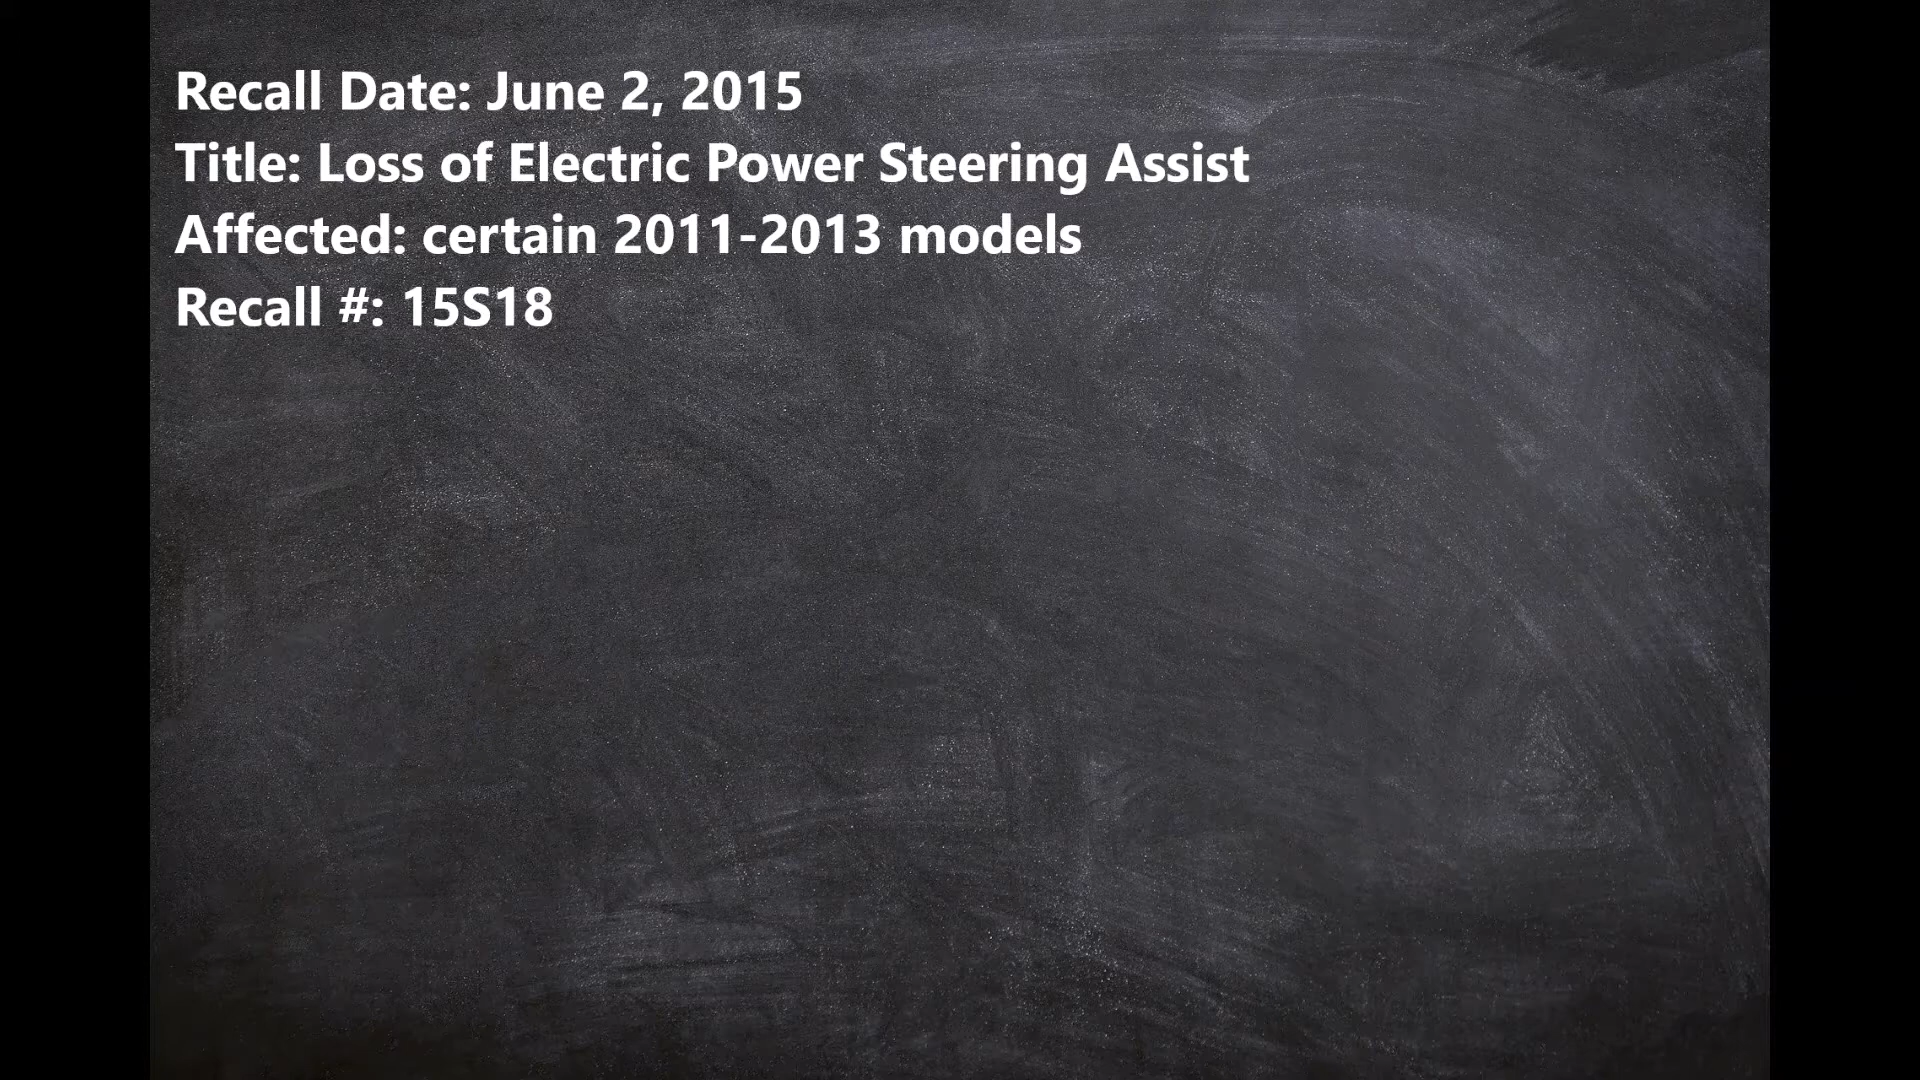 Recall Date: June 2, 2015
Title: Loss of Electric Power Steering Assist
Affected: certain 2011-2013 models
Recall #: 15S18